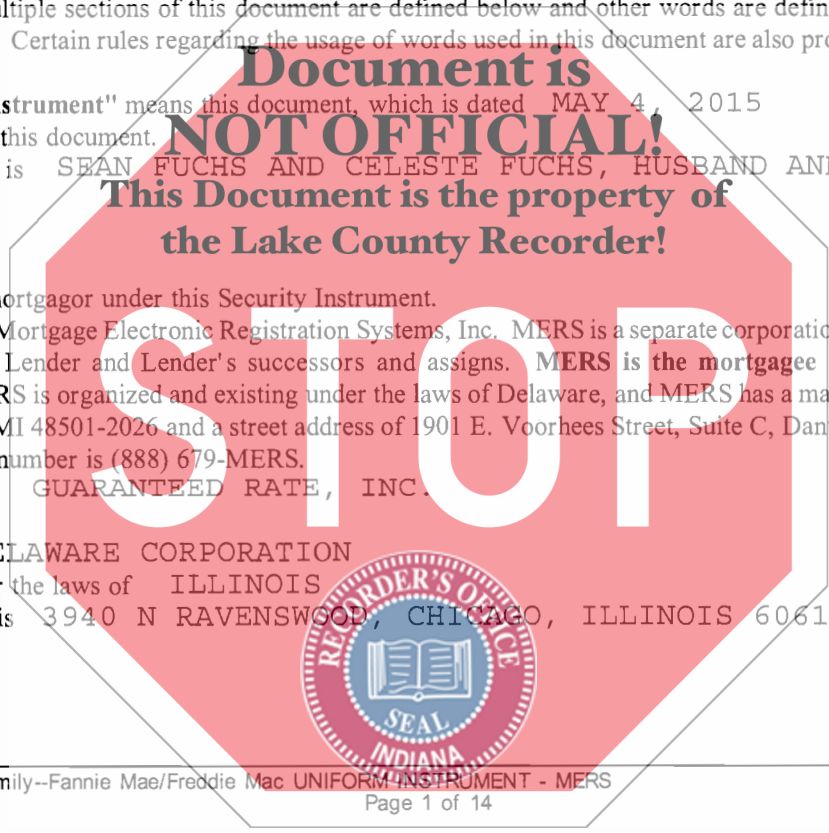 ltiple sections of this document are defined below and other words are defin
Certain rules regarding the usage of words used in this document are also pro
Document is
strument" means this document, which is dated MAY 4, 2015
this document.
NOT OFFICIAL!
is SEAN FUCHS AND CELESTE FUCHS, HUSBAND AND
This Document is the property of
the Lake County Recorder!
ortgagor under this Security Instrument.
Mortgage Electronic Registration Systems, Inc. MERS is a separate corporatio
Lender and Lender's successors and assigns. MERS is the mortgagee
RS is organized and existing under the laws of Delaware, and MERS has a ma
MI 48501-2026 and a street address of 1901 E. Voorhees Street, Suite C, Dan
number is (888) 679-MERS.
STOP
GUARANTEED RATE, INC.
ELAWARE CORPORATION
r the laws of ILLINOIS
is 3940 N RAVENSWOOD, CHICAGO, ILLINOIS 6061
RECORDER'S OFFICE
SEAL
INDIANA
mily--Fannie Mae/Freddie Mac UNIFORM INSTRUMENT - MERS
Page 1 of 14